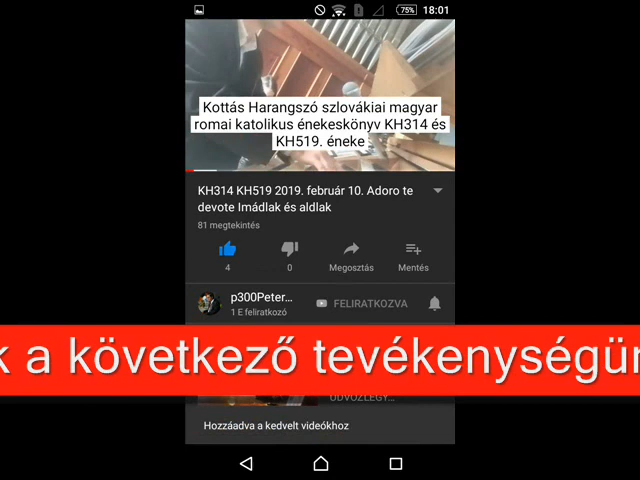 75%
18:01
Kottás Harangszó szlovákiai magyar
romai katolikus énekeskönyv KH314 és
KH519. éneke
KH314 KH519 2019. február 10. Adoro te
devote Imádlak és aldlak
81 megtekintés
4
0
Megosztás
Mentés
p300Peter...
FELIRATKOZVA
1 E feliratkozó
k a következő tevékenységün
ÜDVÖZLÉGY...
Hozzáadva a kedvelt videókhoz